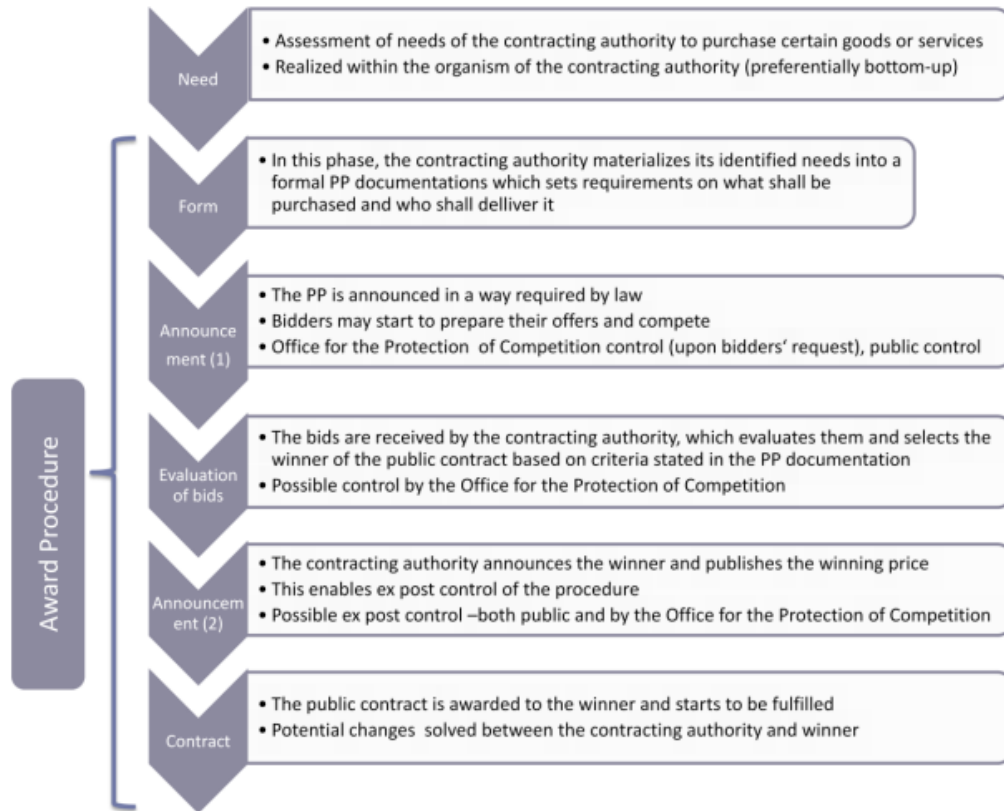 Need
• Assessment of needs of the contracting authority to purchase certain goods or services
• Realized within the organism of the contracting authority (preferentially bottom-up)
Award Procedure
Form
• In this phase, the contracting authority materializes its identified needs into a
formal PP documentations which sets requirements on what shall be
purchased and who shall delliver it
Announce
ment (1)
• The PP is announced in a way required by law
• Bidders may start to prepare their offers and compete
• Office for the Protection of Competition control (upon bidders‘ request), public control
Evaluation
of bids
• The bids are received by the contracting authority, which evaluates them and selects the
winner of the public contract based on criteria stated in the PP documentation
• Possible control by the Office for the Protection of Competition
Announcem
ent (2)
• The contracting authority announces the winner and publishes the winning price
• This enables ex post control of the procedure
• Possible ex post control –both public and by the Office for the Protection of Competition
Contract
• The public contract is awarded to the winner and starts to be fulfilled
• Potential changes solved between the contracting authority and winner